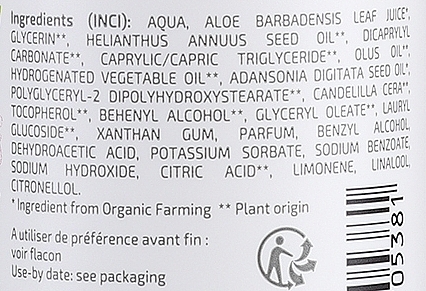 Ingredients (INCI): AQUA, ALOE BARBADENSIS LEAF JUICE*,
GLYCERIN**, HELIANTHUS ANNUUS SEED OIL**, DICAPRYLYL
CARBONATE**, CAPRYLIC/CAPRIC TRIGLYCERIDE**, OLUS OIL**,
HYDROGENATED VEGETABLE OIL**, ADANSONIA DIGITATA SEED OIL*,
POLYGLYCERYL-2 DIPOLYHYDROXYSTEARATE**, CANDELILLA CERA**,
TOCOPHEROL**, BEHENYL ALCOHOL**, GLYCERYL OLEATE**, LAURYL
GLUCOSIDE**, XANTHAN GUM, PARFUM, BENZYL ALCOHOL,
DEHYDROACETIC ACID, POTASSIUM SORBATE, SODIUM BENZOATE,
SODIUM HYDROXIDE, CITRIC ACID**, LIMONENE, LINALOOL,
CITRONELLOL.
* Ingredient from Organic Farming ** Plant origin
A utiliser de préférence avant fin :
voir flacon
Use-by date: see packaging
05381